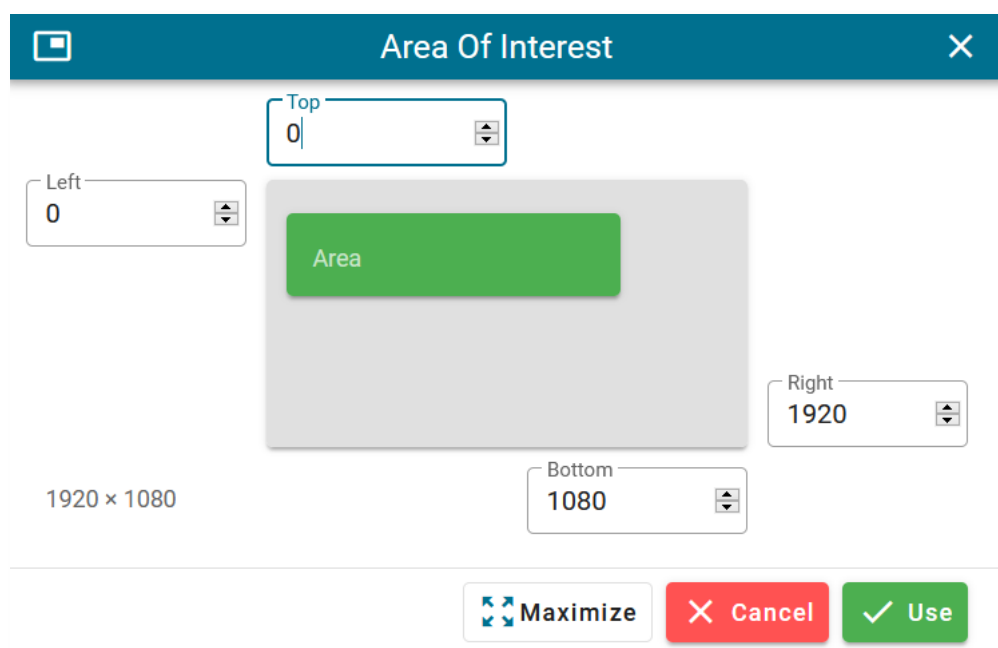 Area Of Interest
Top
0
Left
0
Area
Right
1920
Bottom
1080
1920 × 1080
Maximize
Cancel
Use